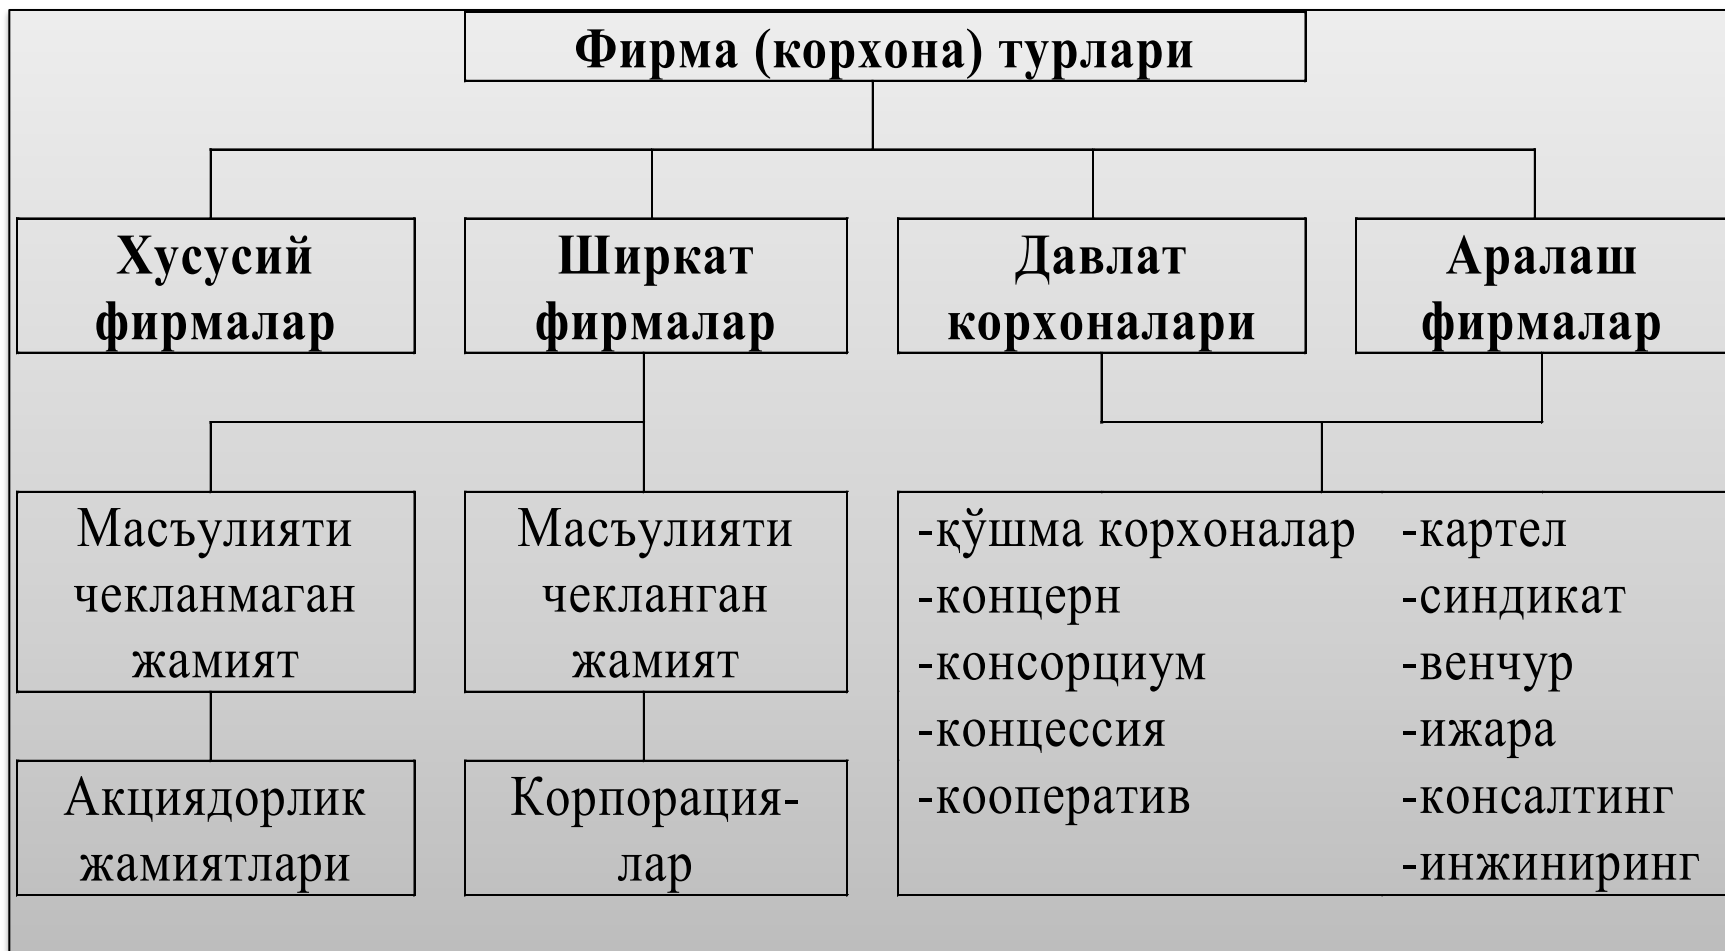 Фирма (корхона) турлари
Хусусий
фирмалар
Ширкат
фирмалар
Давлат
корхоналари
Аралаш
фирмалар
Масъулияти
чекланмаган
жамият
Масъулияти
чекланган
жамият
Акциядорлик
жамиятлари
Корпорация-
лар
-қўшма корхоналар
-концерн
-консорциум
-концессия
-кооператив
-картел
-синдикат
-венчур
-ижара
-консалтинг
-инжиниринг